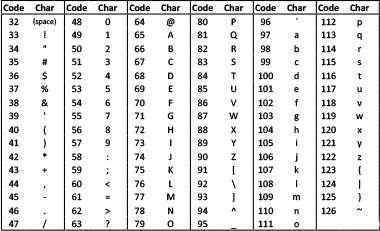 Code Char Code Char Code Char Code Char Code Char Code Char
32 (space) 48 0 64 @ 80 P 96 ` 112 p
33 ! 49 1 65 A 81 Q 97 a 113 q
34 " 50 2 66 B 82 R 98 b 114 r
35 # 51 3 67 C 83 S 99 c 115 s
36 $ 52 4 68 D 84 T 100 d 116 t
37 % 53 5 69 E 85 U 101 e 117 u
38 & 54 6 70 F 86 V 102 f 118 v
39 ' 55 7 71 G 87 W 103 g 119 w
40 ( 56 8 72 H 88 X 104 h 120 x
41 ) 57 9 73 I 89 Y 105 i 121 y
42 * 58 : 74 J 90 Z 106 j 122 z
43 + 59 ; 75 K 91 [ 107 k 123 {
44 , 60 < 76 L 92 \ 108 l 124 |
45 - 61 = 77 M 93 ] 109 m 125 }
46 . 62 > 78 N 94 ^ 110 n 126 ~
47 / 63 ? 79 O 95 _ 111 o